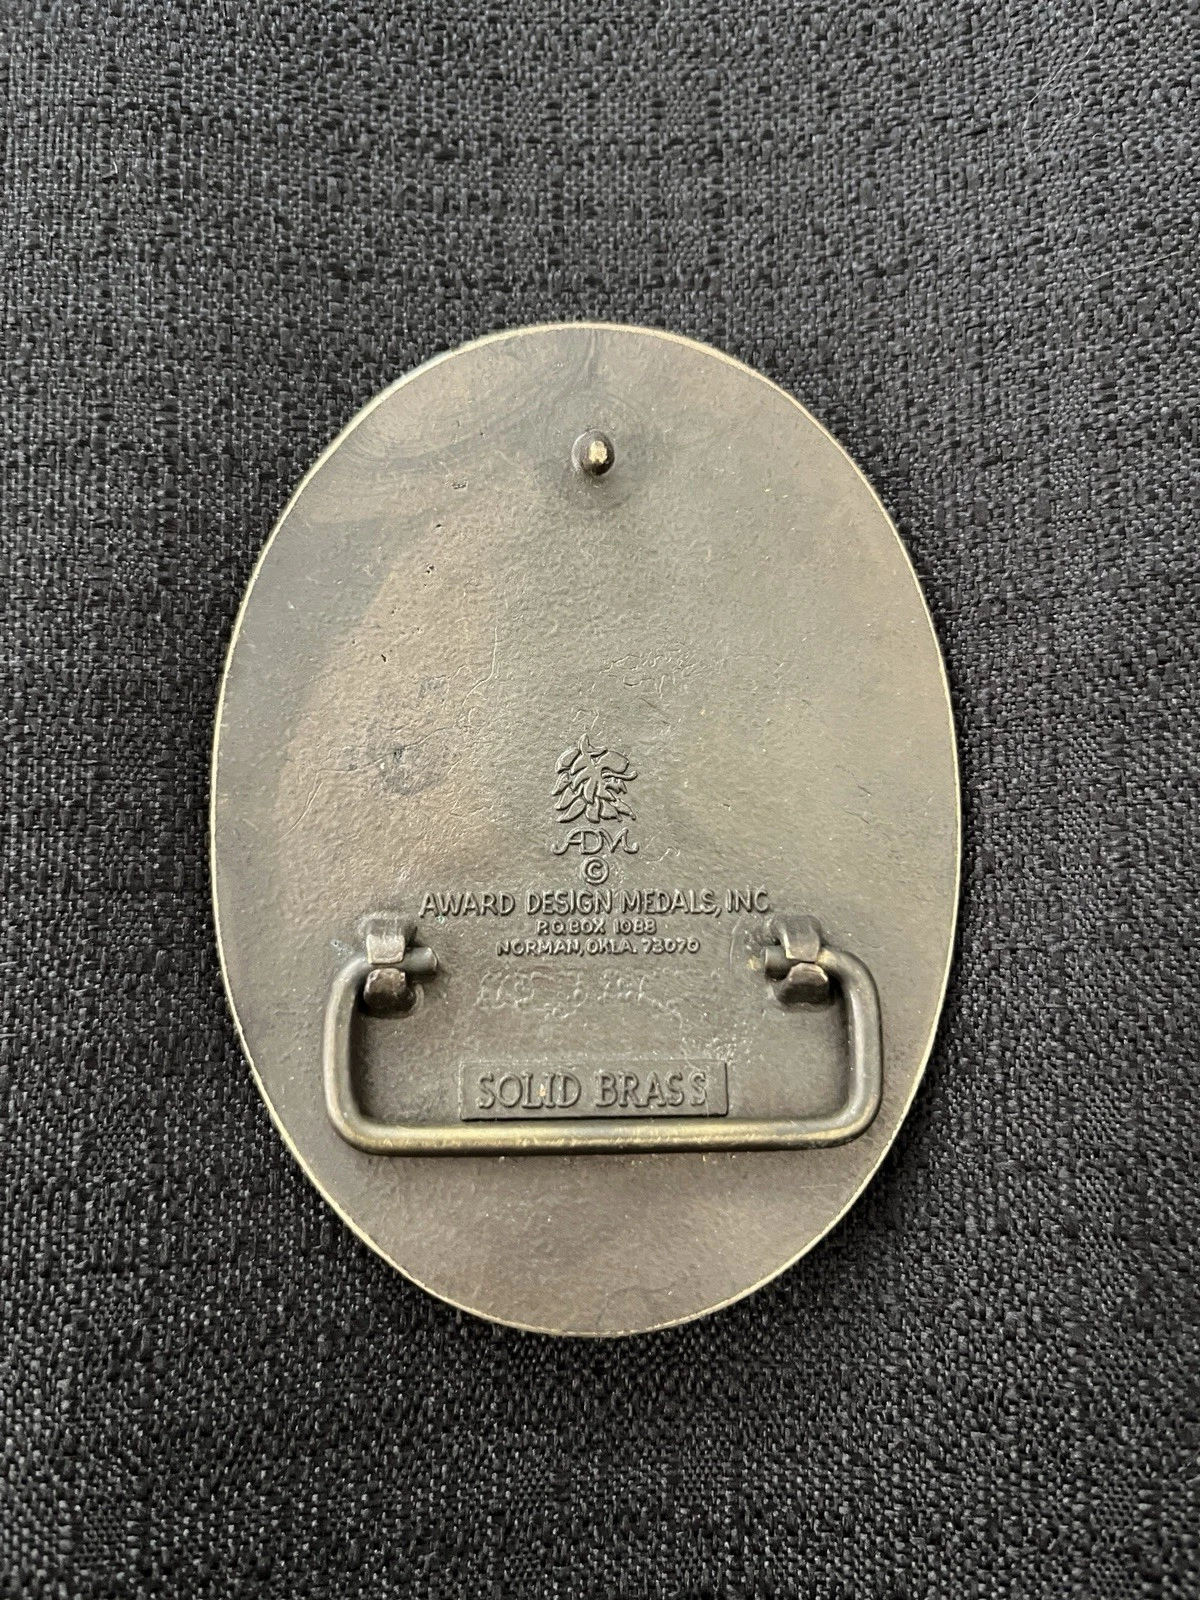 ADM
©
AWARD DESIGN MEDALS, INC
P.O. BOX 1088
NORMAN, OKLA. 73070
SOLID BRASS